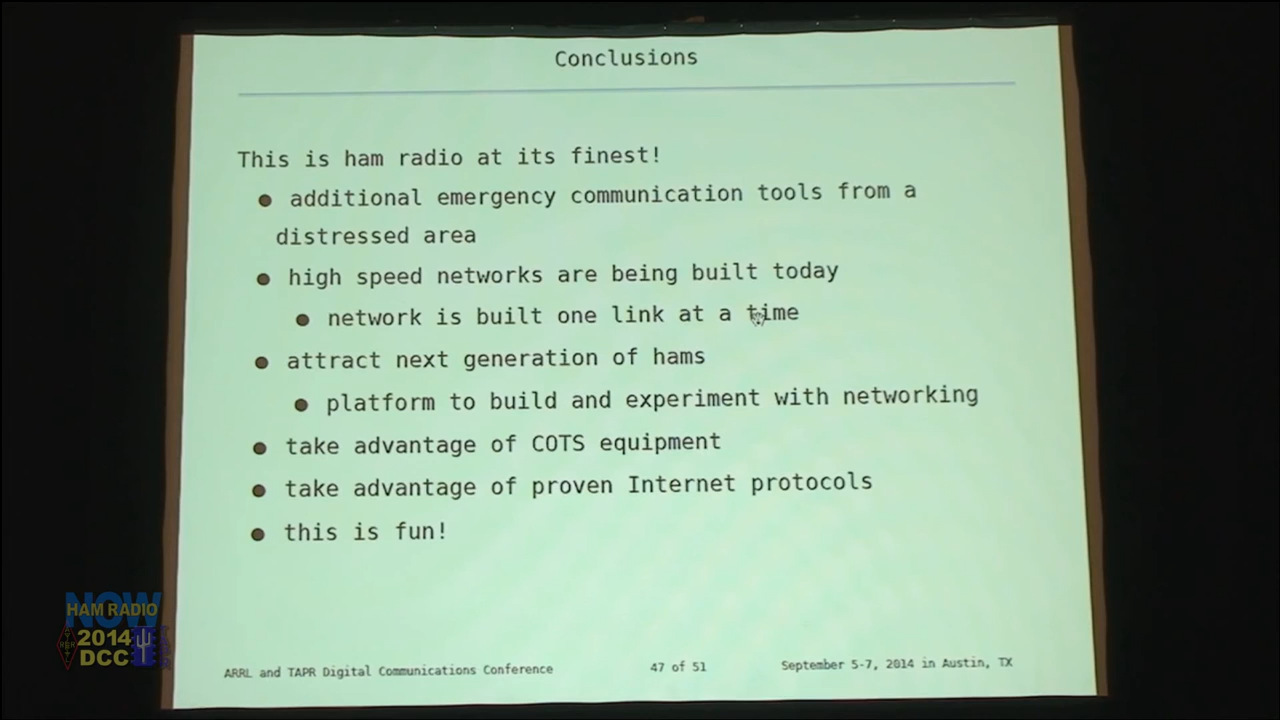 Conclusions
This is ham radio at its finest!
● additional emergency communication tools from a
distressed area
● high speed networks are being built today
● network is built one link at a time
● attract next generation of hams
● platform to build and experiment with networking
● take advantage of COTS equipment
● take advantage of proven Internet protocols
● this is fun!
NOW
HAM RADIO
2014
DCC
ARRL and TAPR Digital Communications Conference
47 of 51
September 5-7, 2014 in Austin, TX